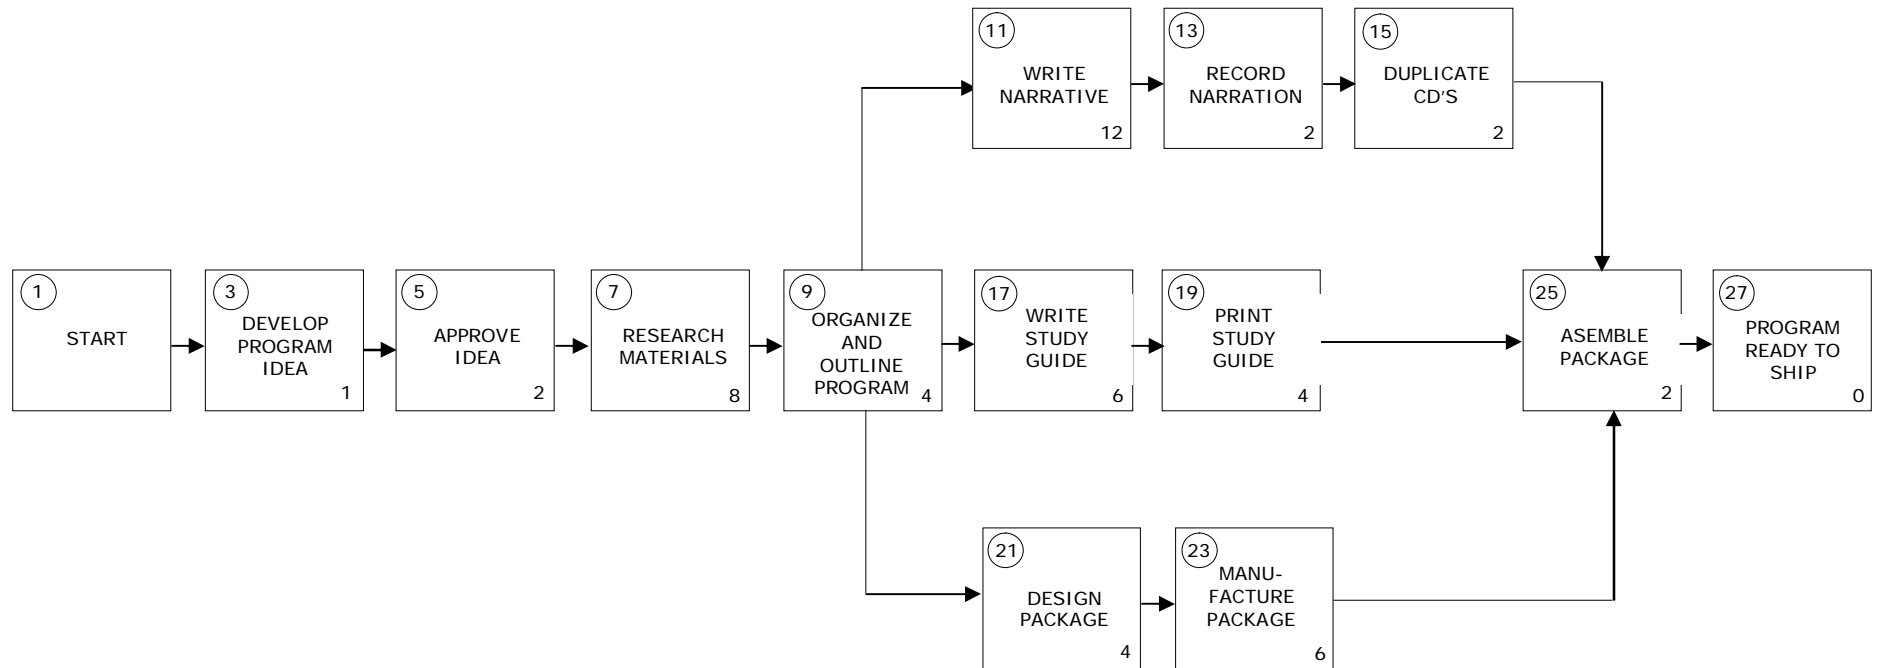 11
WRITE
NARRATIVE
12
13
RECORD
NARRATION
2
15
DUPLICATE
CD'S
2
1
START
3
DEVELOP
PROGRAM
IDEA
1
5
APPROVE
IDEA
2
7
RESEARCH
MATERIALS
8
9
ORGANIZE
AND
OUTLINE
PROGRAM
4
17
WRITE
STUDY
GUIDE
6
19
PRINT
STUDY
GUIDE
4
25
ASEMBLE
PACKAGE
2
27
PROGRAM
READY TO
SHIP
0
21
DESIGN
PACKAGE
4
23
MANU-
FACTURE
PACKAGE
6